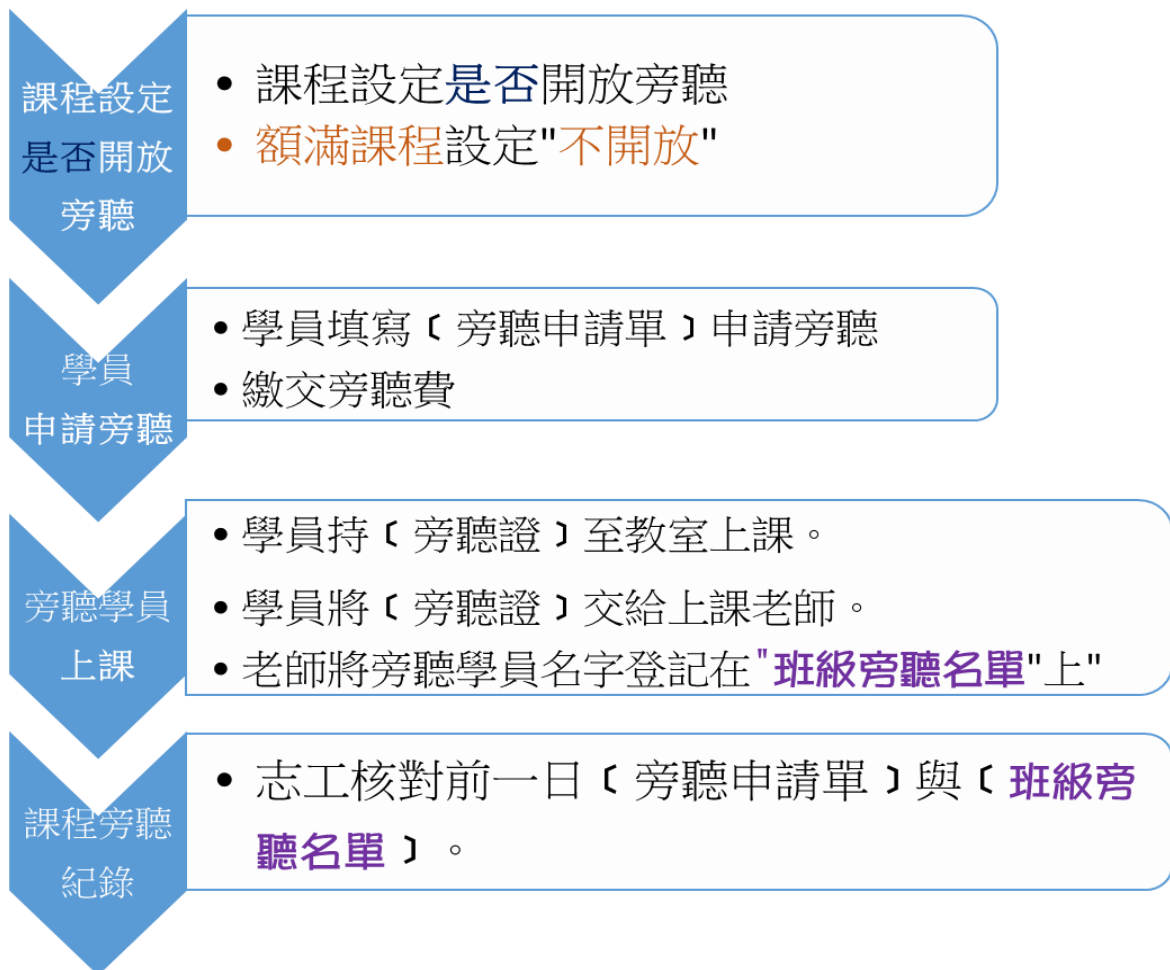 課程設定
是否開放
旁聽
• 課程設定是否開放旁聽
• 額滿課程設定"不開放"
學員
申請旁聽
• 學員填寫﹝旁聽申請單﹞申請旁聽
• 繳交旁聽費
旁聽學員
上課
• 學員持﹝旁聽證﹞至教室上課。
• 學員將﹝旁聽證﹞交給上課老師。
• 老師將旁聽學員名字登記在"班級旁聽名單"上"
課程旁聽
紀錄
• 志工核對前一日﹝旁聽申請單﹞與﹝班級旁
聽名單﹞。